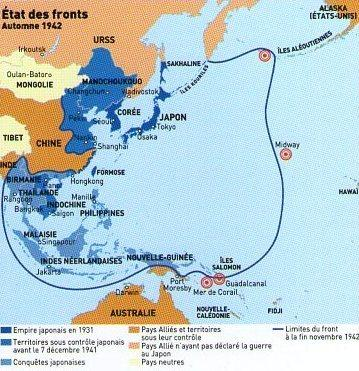 État des fronts
Automne 1942
ALASKA
(ÉTATS-UNIS)
URSS
Irkoutsk
SAKHALINE
ÎLES ALÉOUTIENNES
Oulan-Bator
MONGOLIE
MANDCHOUKOUO
ÎLES KOURILES
Changchun
Vladivostok
CORÉE
Pékin
Séoul
JAPON
Tokyo
TIBET
Nankin
Osaka
Midway
CHINE
Shanghai
INDE
FORMOSE
BIRMANIE
Hongkong
THAÏLANDE
Manille
Rangoon
INDOCHINE
Bangkok
Saigon
PHILIPPINES
MALAISIE
Singapour
NOUVELLE-GUINÉE
ÎLES
SALOMON
INDES NÉERLANDAISES
Jakarta
Port
Moresby
Guadalcanal
Mer de Corail
Darwin
FIDJI
AUSTRALIE
NOUVELLE-
CALÉDONIE
Empire japonais en 1931
Territoires sous contrôle japonais
avant le 7 décembre 1941
Conquêtes japonaises
Pays Alliés et territoires
sous leur contrôle
Pays Allié n'ayant pas déclaré la guerre
au Japon
Pays neutres
Limites du front
à la fin novembre 1942